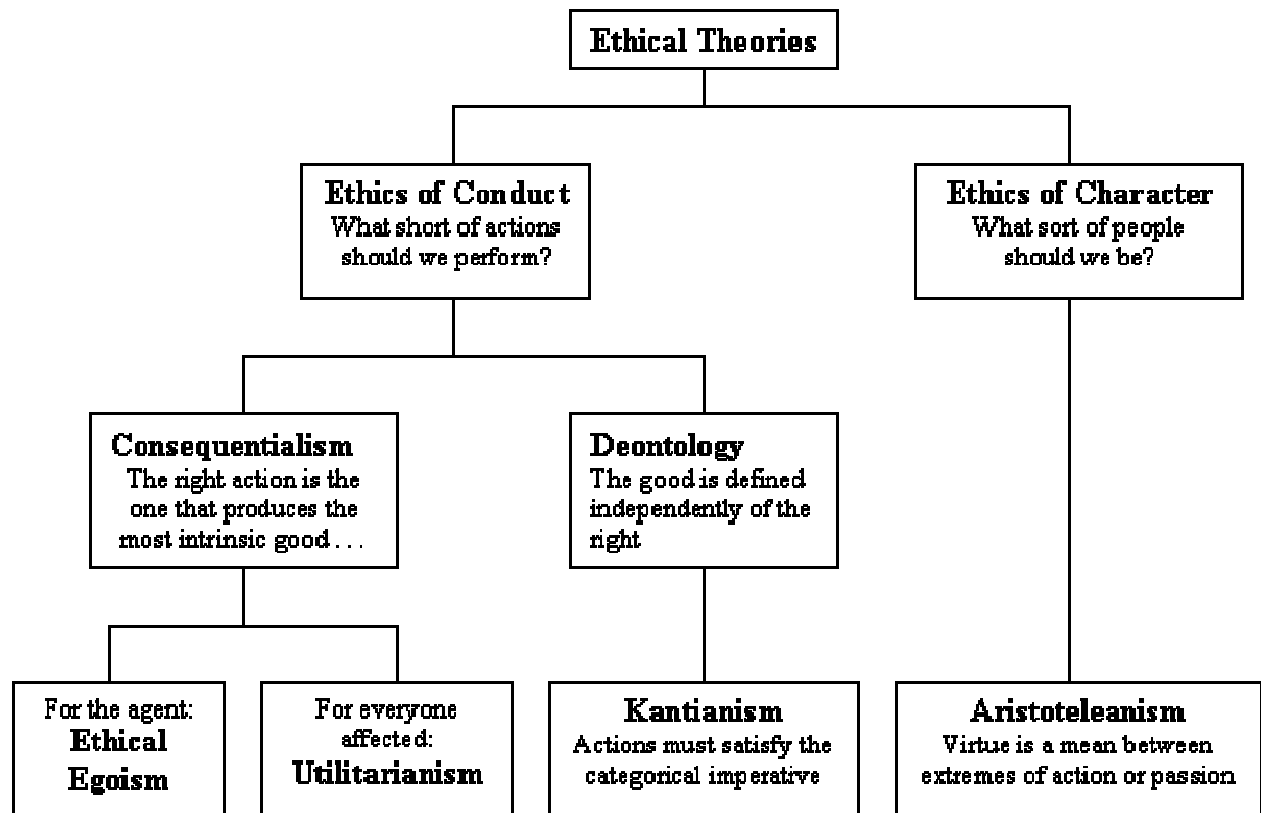 Ethical Theories
Ethics of Conduct
What short of actions
should we perform?
Ethics of Character
What sort of people
should we be?
Consequentialism
The right action is the
one that produces the
most intrinsic good . . .
Deontology
The good is defined
independently of the
right
For the agent:
Ethical
Egoism
For everyone
affected:
Utilitarianism
Kantianism
Actions must satisfy the
categorical imperative
Aristoteleanism
Virtue is a mean between
extremes of action or passion